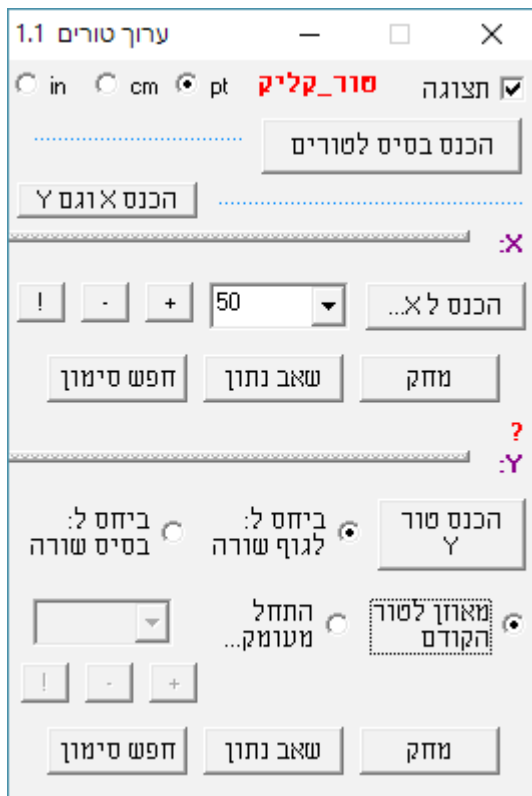 ערוך טורים 1.1
תצוגה טור_קליק pt cm in
הכנס בסיס לטורים
הכנס X וגם Y
X:
הכנס ל X... 50 + - !
מחק שאב נתון חפש סימון
?
Y:
הכנס טור ביחס ל: ביחס ל:
Y לגוף שורה בסיס שורה
מאוזן לטור התחל
הקודם מעומק...
+ - !
מחק שאב נתון חפש סימון